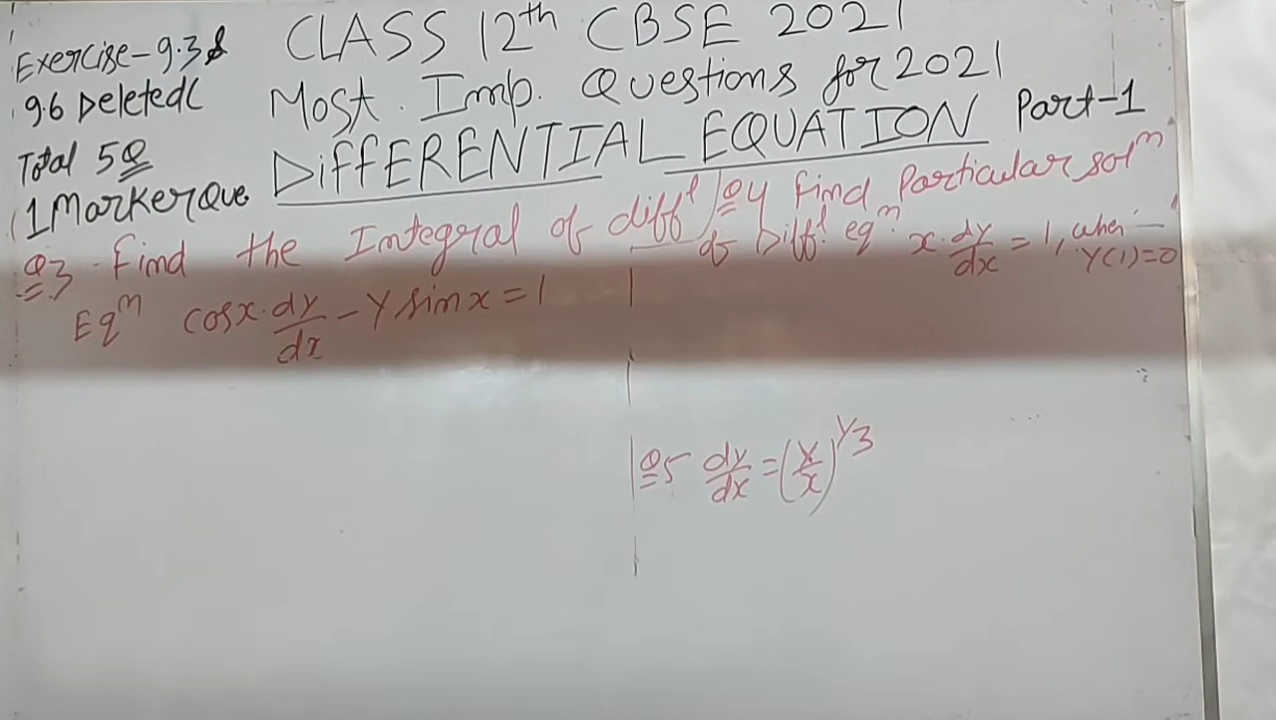 Exercise-9.3 &
9.6 Deleted(
Total 5Q
1 Marker Que
CLASS 12th CBSE 2021
Most. Imp. Questions for 2021
DiffERENTIAL EQUATION Part-1
Q3 . Find the Integral of diffl
Eqn cosx.dy/dx - y sinx = 1
Q4 Find Particular soln
of Diffl. eqn. x.dy/dx = 1, when
y(1)=0
Q5 dy/dx = (y/x)^1/3